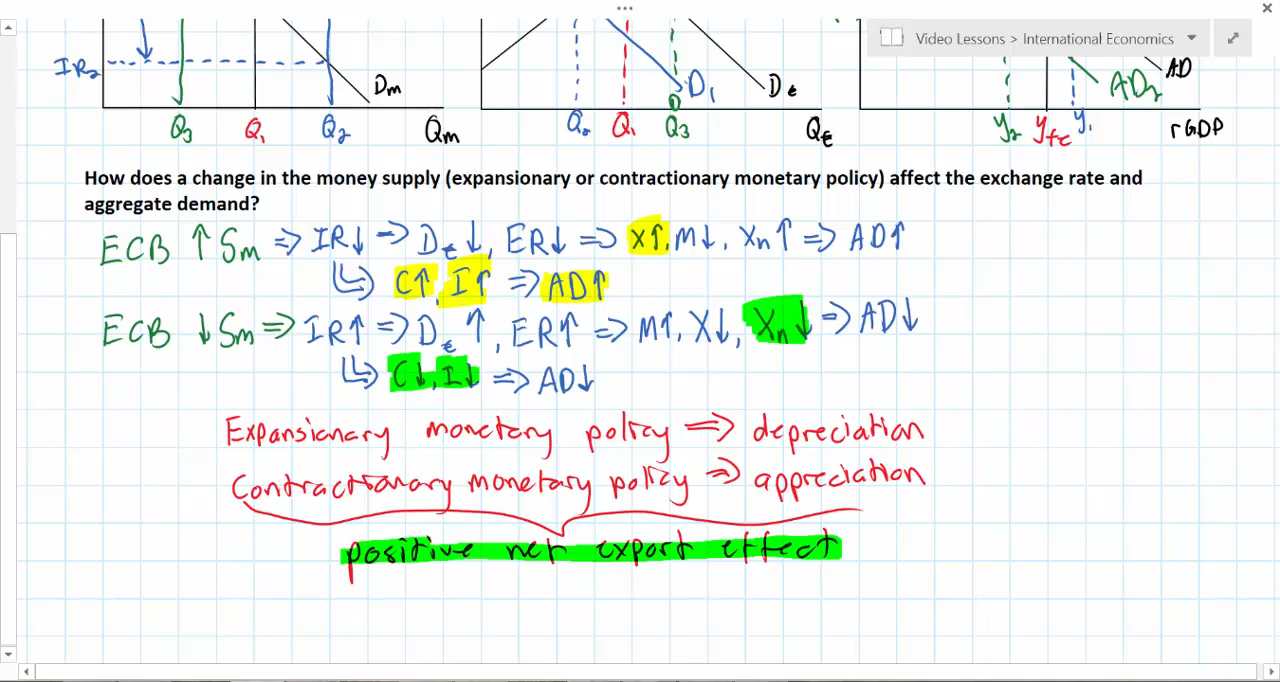 Video Lessons > International Economics
IR₂ Dm D₁ D€ AD₂ AD
Q₃ Q₁ Q₂ Qm Q₂ Q₁ Q₃ Q€ y₂ yfe y₁ rGDP
How does a change in the money supply (expansionary or contractionary monetary policy) affect the exchange rate and
aggregate demand?
ECB ↑ Sm ⇒ IR↓ ⇒ D€ ↓, ER↓ ⇒ X↑, M↓, Xn↑ ⇒ AD↑
↳ C↑, I↑ ⇒ AD↑
ECB ↓ Sm ⇒ IR↑ ⇒ D€ ↑, ER↑ ⇒ M↑, X↓, Xn↓ ⇒ AD↓
↳ C↓, I↓ ⇒ AD↓
Expansionary monetary policy ⇒ depreciation
Contractionary monetary policy ⇒ appreciation
positive net export effect